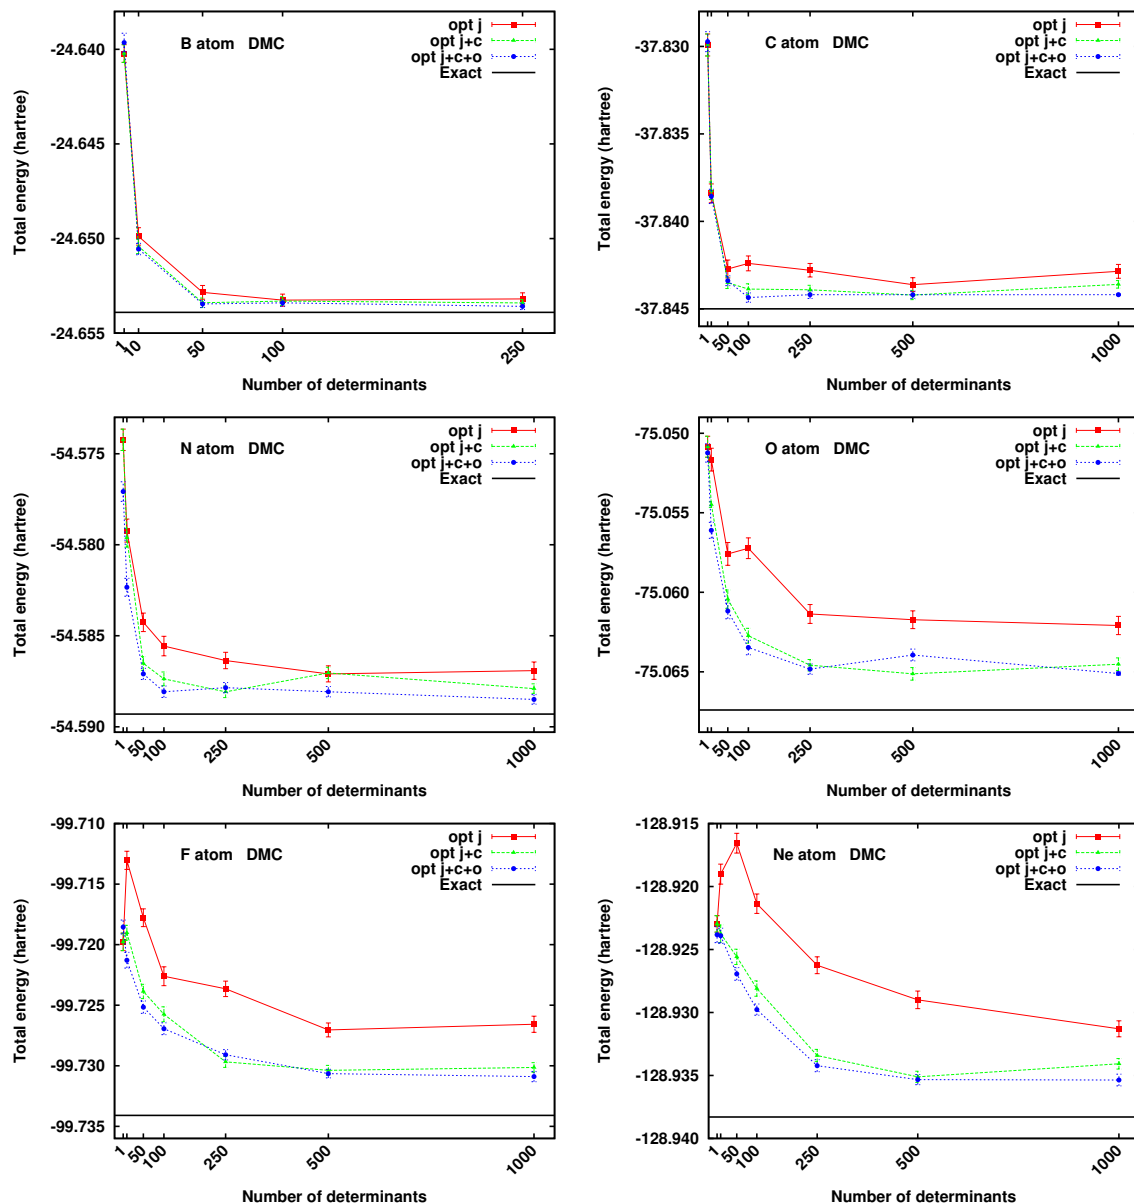 B atom DMC
opt j
opt j+c
opt j+c+o
Exact
Total energy (hartree)
-24.640
-24.645
-24.650
-24.655
1
10
50
100
250
Number of determinants
C atom DMC
opt j
opt j+c
opt j+c+o
Exact
Total energy (hartree)
-37.830
-37.835
-37.840
-37.845
1
50
100
250
500
1000
Number of determinants
N atom DMC
opt j
opt j+c
opt j+c+o
Exact
Total energy (hartree)
-54.575
-54.580
-54.585
-54.590
1
50
100
250
500
1000
Number of determinants
O atom DMC
opt j
opt j+c
opt j+c+o
Exact
Total energy (hartree)
-75.050
-75.055
-75.060
-75.065
1
50
100
250
500
1000
Number of determinants
F atom DMC
opt j
opt j+c
opt j+c+o
Exact
Total energy (hartree)
-99.710
-99.715
-99.720
-99.725
-99.730
-99.735
1
50
100
250
500
1000
Number of determinants
Ne atom DMC
opt j
opt j+c
opt j+c+o
Exact
Total energy (hartree)
-128.915
-128.920
-128.925
-128.930
-128.935
-128.940
1
50
100
250
500
1000
Number of determinants